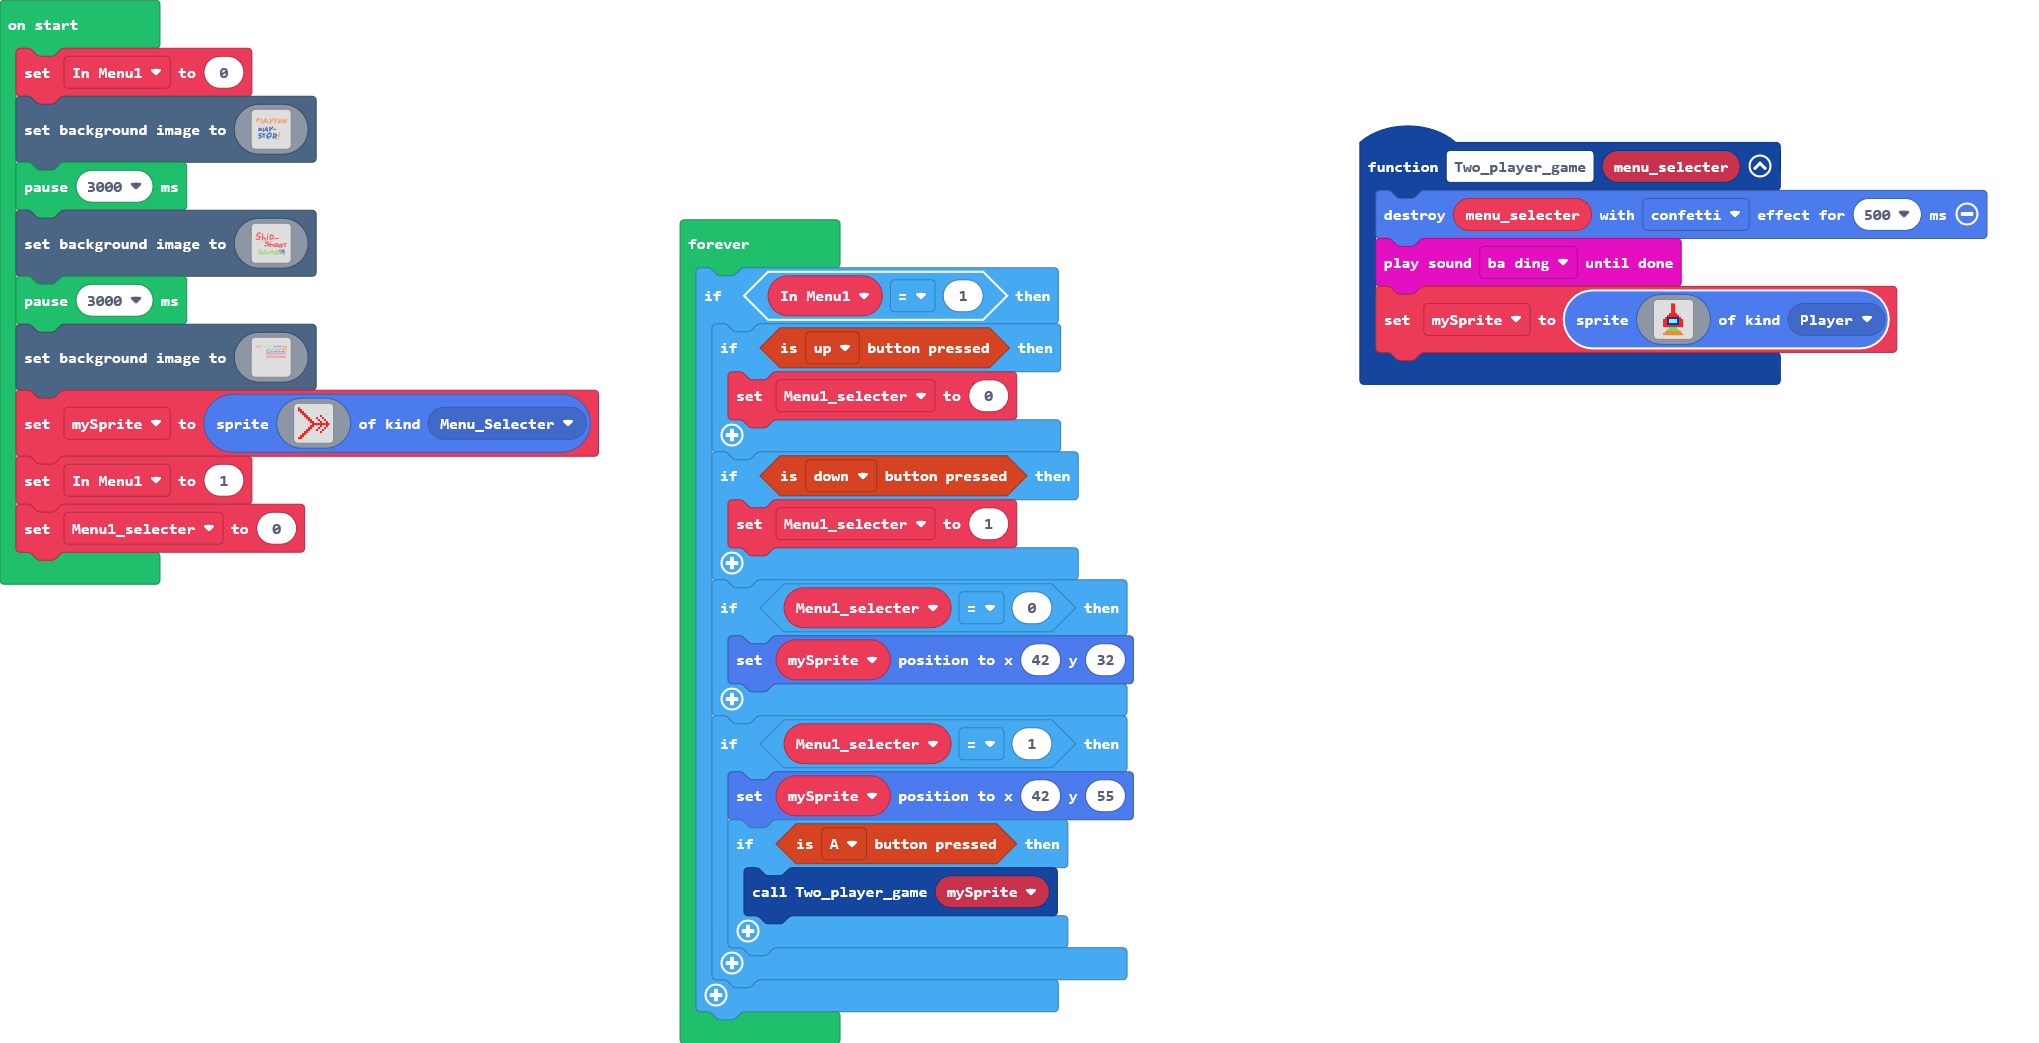 on start
set In Menu1 to 0
set background image to PLAYTON PLAY-STOR!
pause 3000 ms
set background image to Ship-Shoot
pause 3000 ms
set background image to
set mySprite to sprite of kind Menu_Selecter
set In Menu1 to 1
set Menu1_selecter to 0
forever
if In Menu1 = 1 then
if is up button pressed then
set Menu1_selecter to 0
if is down button pressed then
set Menu1_selecter to 1
if Menu1_selecter = 0 then
set mySprite position to x 42 y 32
if Menu1_selecter = 1 then
set mySprite position to x 42 y 55
if is A button pressed then
call Two_player_game mySprite
function Two_player_game menu_selecter
destroy menu_selecter with confetti effect for 500 ms
play sound ba ding until done
set mySprite to sprite of kind Player